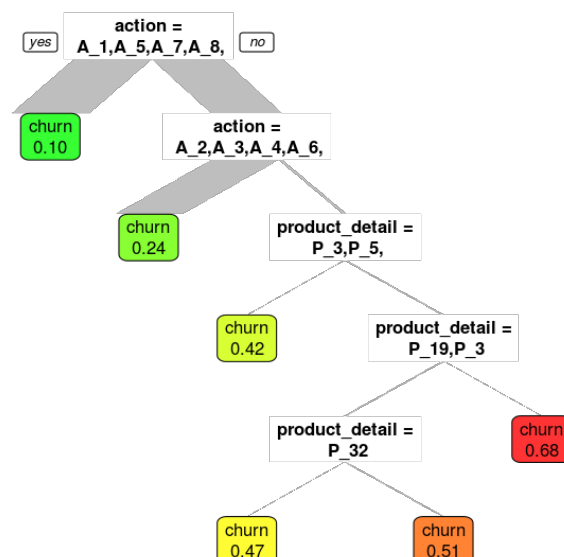 action =
A_1,A_5,A_7,A_8,
yes
no
churn
0.10
action =
A_2,A_3,A_4,A_6,
churn
0.24
product_detail =
P_3,P_5,
churn
0.42
product_detail =
P_19,P_3
churn
0.68
product_detail =
P_32
churn
0.47
churn
0.51